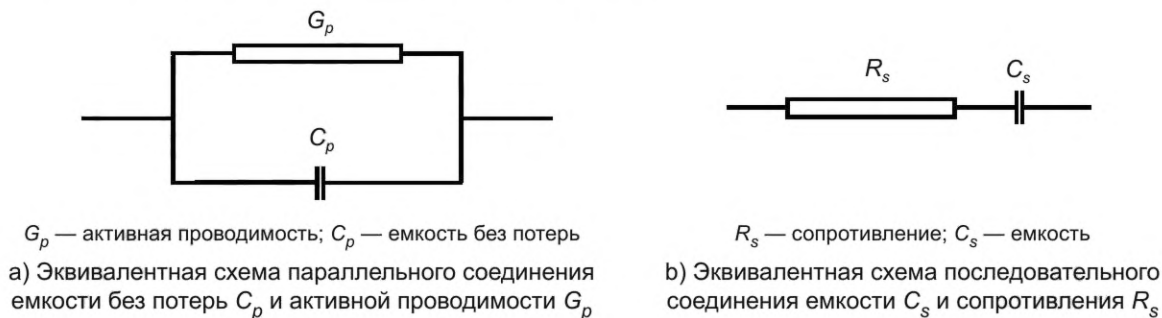 G_p
C_p
G_p — активная проводимость; C_p — емкость без потерь
a) Эквивалентная схема параллельного соединения
емкости без потерь C_p и активной проводимости G_p
R_s
C_s
R_s — сопротивление; C_s — емкость
b) Эквивалентная схема последовательного
соединения емкости C_s и сопротивления R_s